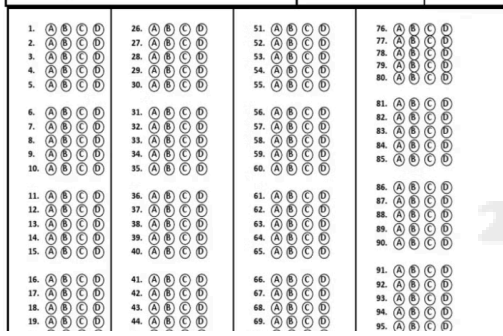 1. A B C D
2. A B C D
3. A B C D
4. A B C D
5. A B C D
6. A B C D
7. A B C D
8. A B C D
9. A B C D
10. A B C D
11. A B C D
12. A B C D
13. A B C D
14. A B C D
15. A B C D
16. A B C D
17. A B C D
18. A B C D
19. A B C D
26. A B C D
27. A B C D
28. A B C D
29. A B C D
30. A B C D
31. A B C D
32. A B C D
33. A B C D
34. A B C D
35. A B C D
36. A B C D
37. A B C D
38. A B C D
39. A B C D
40. A B C D
41. A B C D
42. A B C D
43. A B C D
44. A B C D
51. A B C D
52. A B C D
53. A B C D
54. A B C D
55. A B C D
56. A B C D
57. A B C D
58. A B C D
59. A B C D
60. A B C D
61. A B C D
62. A B C D
63. A B C D
64. A B C D
65. A B C D
66. A B C D
67. A B C D
68. A B C D
69. A B C D
76. A B C D
77. A B C D
78. A B C D
79. A B C D
80. A B C D
81. A B C D
82. A B C D
83. A B C D
84. A B C D
85. A B C D
86. A B C D
87. A B C D
88. A B C D
89. A B C D
90. A B C D
91. A B C D
92. A B C D
93. A B C D
94. A B C D
95. A B C D